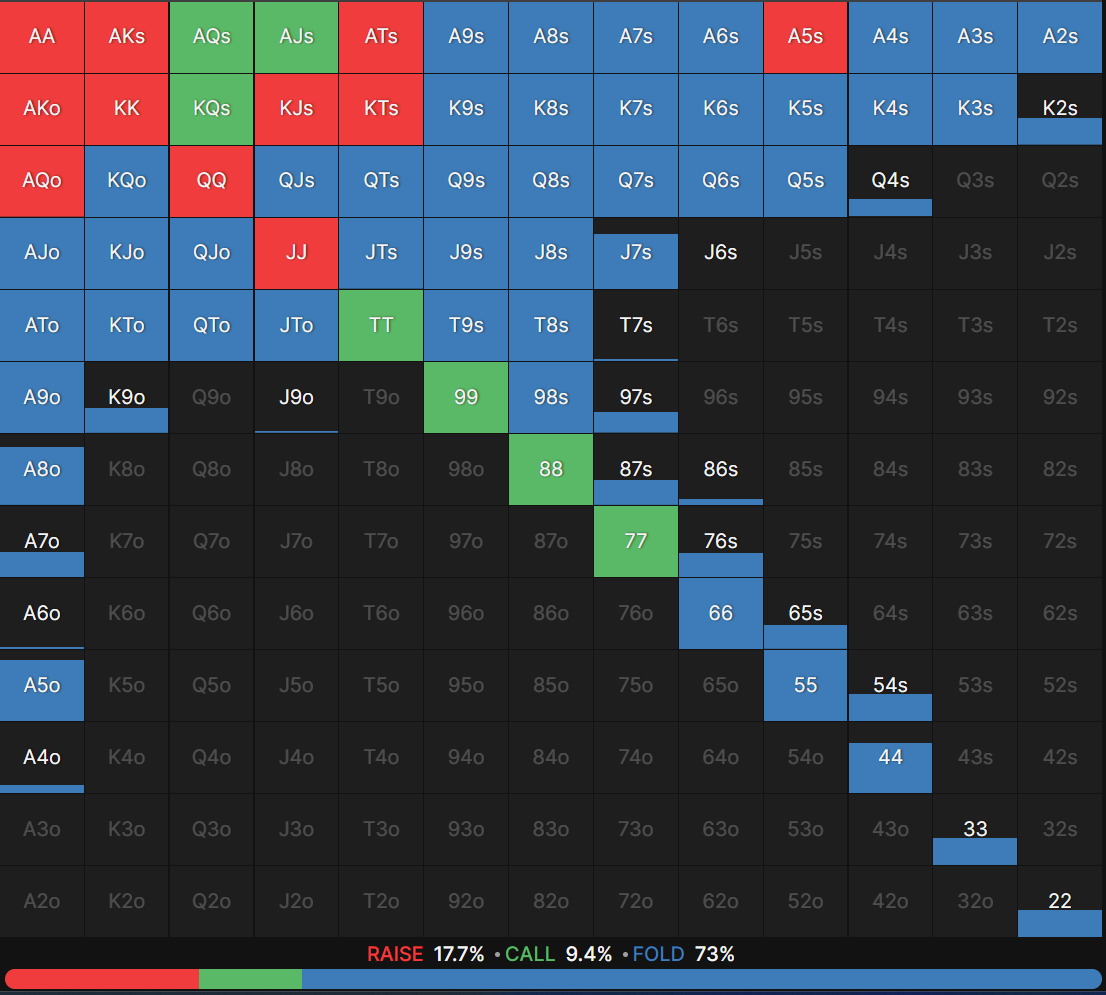 AA AKs AQs AJs ATs A9s A8s A7s A6s A5s A4s A3s A2s
AKo KK KQs KJs KTs K9s K8s K7s K6s K5s K4s K3s K2s
AQo KQo QQ QJs QTs Q9s Q8s Q7s Q6s Q5s Q4s Q3s Q2s
AJo KJo QJo JJ JTs J9s J8s J7s J6s J5s J4s J3s J2s
ATo KTo QTo JTo TT T9s T8s T7s T6s T5s T4s T3s T2s
A9o K9o Q9o J9o T9o 99 98s 97s 96s 95s 94s 93s 92s
A8o K8o Q8o J8o T8o 98o 88 87s 86s 85s 84s 83s 82s
A7o K7o Q7o J7o T7o 97o 87o 77 76s 75s 74s 73s 72s
A6o K6o Q6o J6o T6o 96o 86o 76o 66 65s 64s 63s 62s
A5o K5o Q5o J5o T5o 95o 85o 75o 65o 55 54s 53s 52s
A4o K4o Q4o J4o T4o 94o 84o 74o 64o 54o 44 43s 42s
A3o K3o Q3o J3o T3o 93o 83o 73o 63o 53o 43o 33 32s
A2o K2o Q2o J2o T2o 92o 82o 72o 62o 52o 42o 32o 22
RAISE 17.7% • CALL 9.4% • FOLD 73%